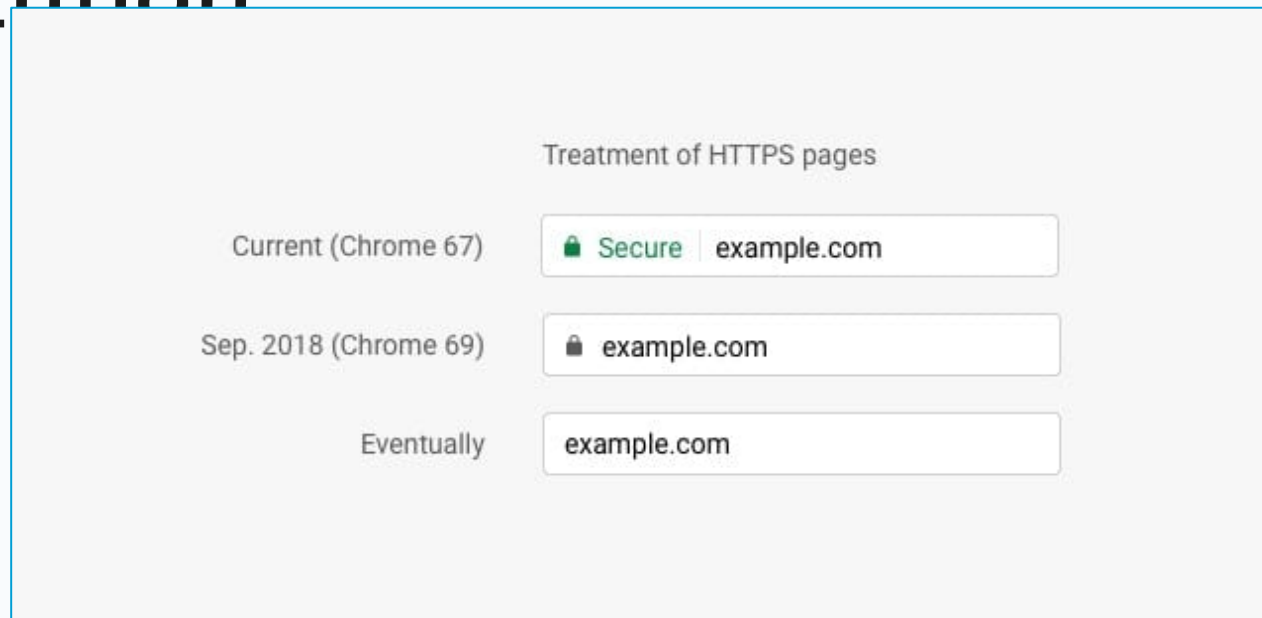 Treatment of HTTPS pages
Current (Chrome 67) Secure example.com
Sep. 2018 (Chrome 69) example.com
Eventually example.com